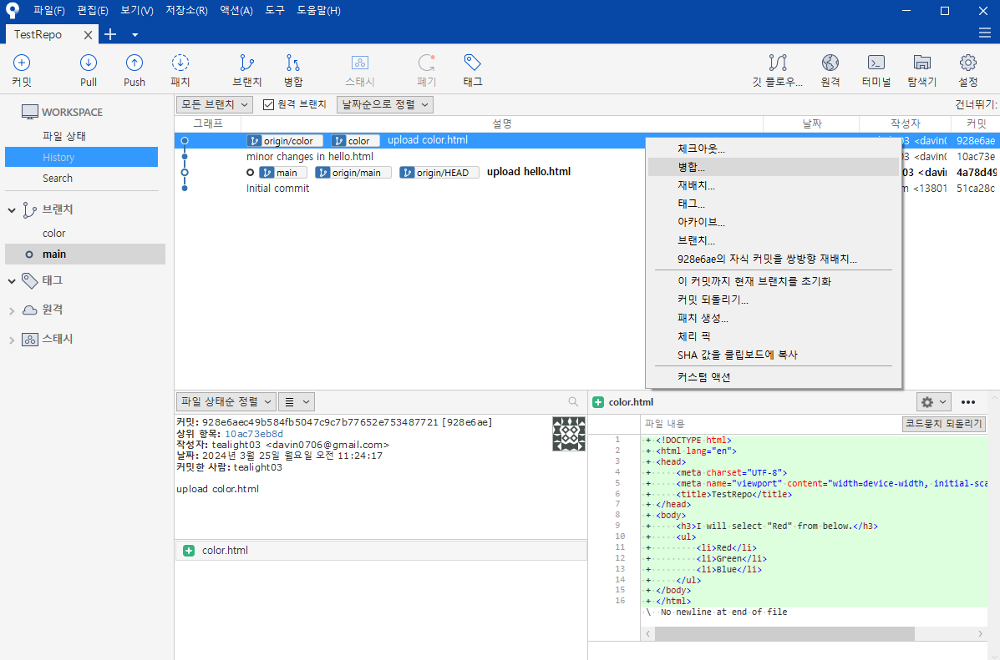 파일(F) 편집(E) 보기(V) 저장소(R) 액션(A) 도구 도움말(H)
TestRepo
커밋 Pull Push 패치 브랜치 병합 스태시 폐기 태그 깃 플로우... 원격 터미널 탐색기 설정
WORKSPACE
파일 상태
History
Search
브랜치
color
main
태그
원격
스태시
모든 브랜치 원격 브랜치 날짜순으로 정렬 건너뛰기:
그래프 설명 날짜 작성자 커밋
origin/color color upload color.html 03 <davin0 928e6ae
minor changes in hello.html <davin0 10ac73e
main origin/main origin/HEAD upload hello.html 03 <davi 4a78d49
Initial commit m <13801 51ca28c
체크아웃...
병합...
재배치...
태그...
아카이브...
브랜치...
928e6ae의 자식 커밋을 쌍방향 재배치...
이 커밋까지 현재 브랜치를 초기화
커밋 되돌리기...
패치 생성...
체리 픽
SHA 값을 클립보드에 복사
커스텀 액션
파일 상태순 정렬
커밋: 928e6aec49b584fb5047c9c7b77652e753487721 [928e6ae]
상위 항목: 10ac73eb8d
작성자: tealight03 <davin0706@gmail.com>
날짜: 2024년 3월 25일 월요일 오전 11:24:17
커밋한 사람: tealight03
upload color.html
color.html
color.html
파일 내용 코드뭉치 되돌리기
1 + <!DOCTYPE html>
2 + <html lang="en">
3 + <head>
4 + <meta charset="UTF-8">
5 + <meta name="viewport" content="width=device-width, initial-sca
6 + <title>TestRepo</title>
7 + </head>
8 + <body>
9 + <h3>I will select "Red" from below.</h3>
10 + <ul>
11 + <li>Red</li>
12 + <li>Green</li>
13 + <li>Blue</li>
14 + </ul>
15 + </body>
16 + </html>
\ No newline at end of file